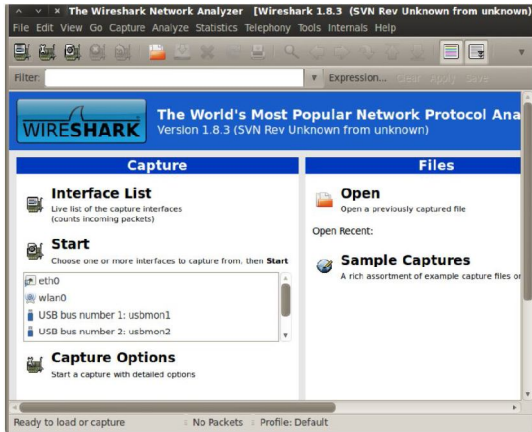 The Wireshark Network Analyzer [Wireshark 1.8.3 (SVN Rev Unknown from unknown)
File Edit View Go Capture Analyze Statistics Telephony Tools Internals Help
Filter: Expression... Clear Apply Save
WIRESHARK
The World's Most Popular Network Protocol Ana
Version 1.8.3 (SVN Rev Unknown from unknown)
Capture
Interface List
Live list of the capture interfaces
(counts incoming packets)
Start
Choose one or more interfaces to capture from, then Start
eth0
wlan0
USB bus number 1: usbmon1
USB bus number 2: usbmon2
Capture Options
Start a capture with detailed options
Files
Open
Open a previously captured file
Open Recent:
Sample Captures
A rich assortment of example capture files or
Ready to load or capture No Packets Profile: Default